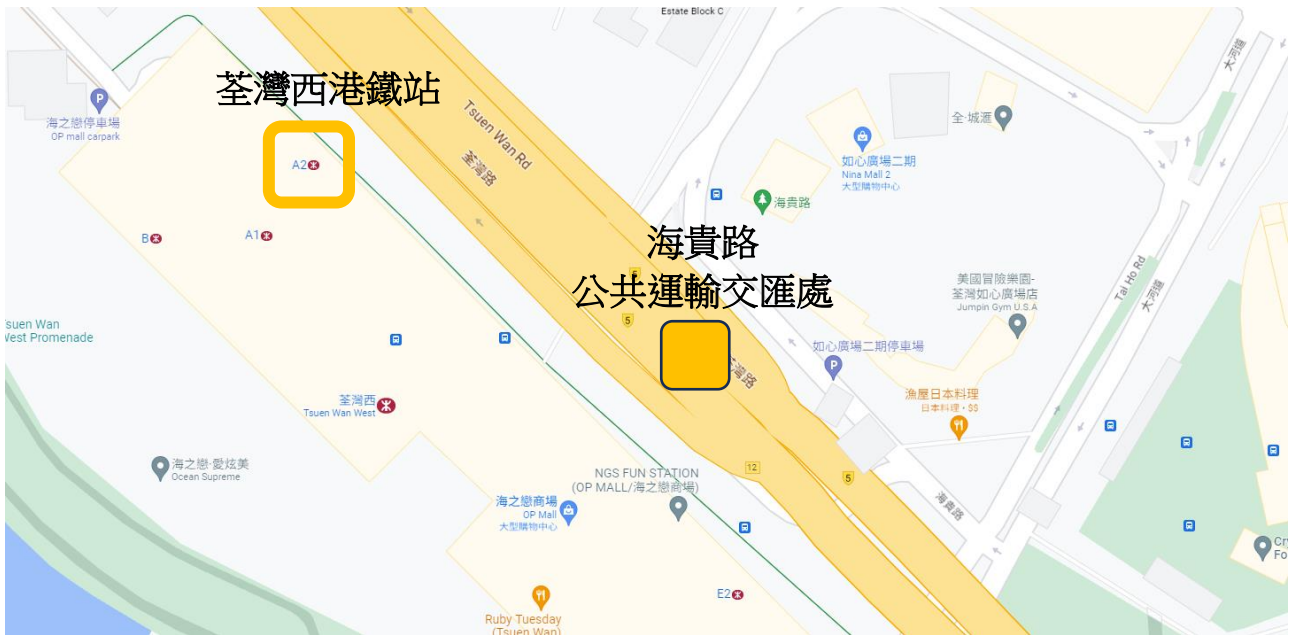 Estate Block C
大河道
荃灣西港鐵站
P
海之戀停車場
OP mall carpark
Tsuen Wan Rd
荃灣路
全·城滙
如心廣場二期
Nina Mall 2
大型購物中心
A2
海貴路
B
A1
海貴路
公共運輸交匯處
5
5
美國冒險樂園-
荃灣如心廣場店
Jumpin Gym U.S.A
Tai Ho Rd
大河道
suen Wan
West Promenade
如心廣場二期停車場
P
灣路
漁屋日本料理
日本料理·$$
荃灣西
Tsuen Wan West
海之戀·愛炫美
Ocean Supreme
NGS FUN STATION
(OP MALL/海之戀商場)
12
5
海之戀商場
OP Mall
大型購物中心
海貴路
Cry
Fo
E2
Ruby Tuesday
(Tsuen Wan)